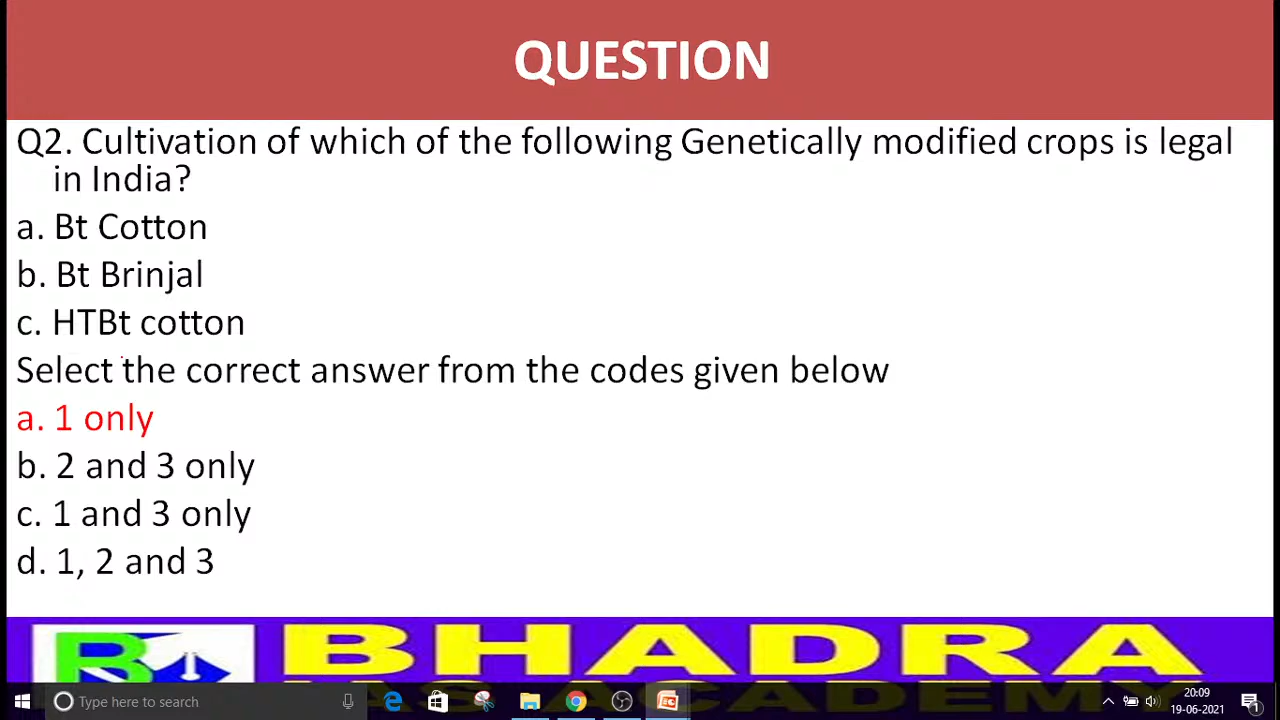 QUESTION
Q2. Cultivation of which of the following Genetically modified crops is legal
in India?
a. Bt Cotton
b. Bt Brinjal
c. HTBt cotton
Select the correct answer from the codes given below
a. 1 only
b. 2 and 3 only
c. 1 and 3 only
d. 1, 2 and 3
BHADRA
IAS ACADEMY
Type here to search
20:09
19-06-2021